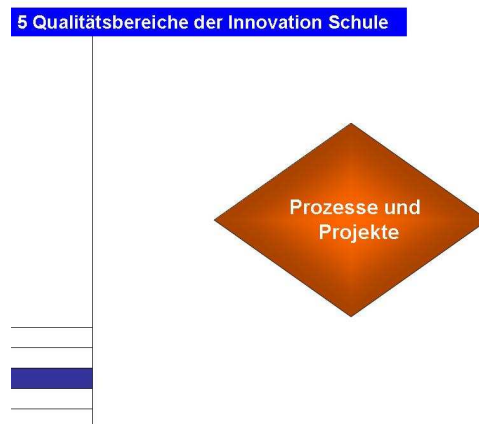 5 Qualitätsbereiche der Innovation Schule
Prozesse und
Projekte